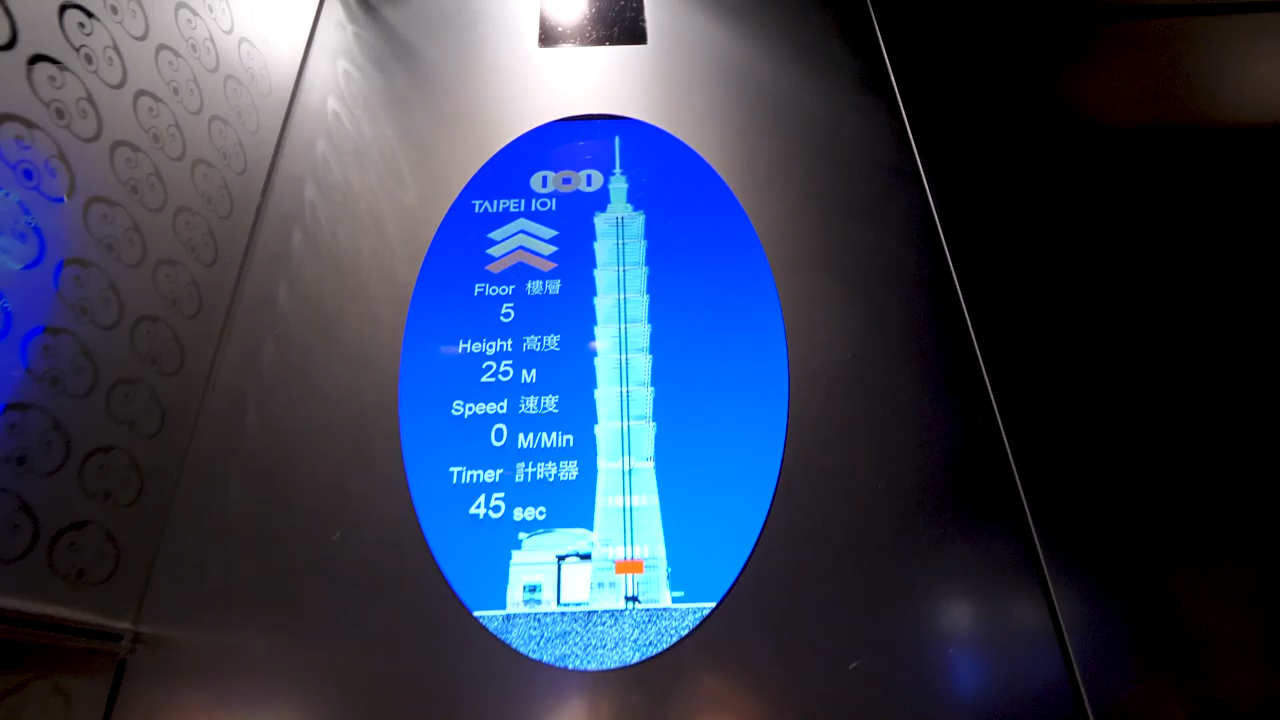 TAIPEI 101
Floor 樓層
5
Height 高度
25 M
Speed 速度
0 M/Min
Timer 計時器
45 sec